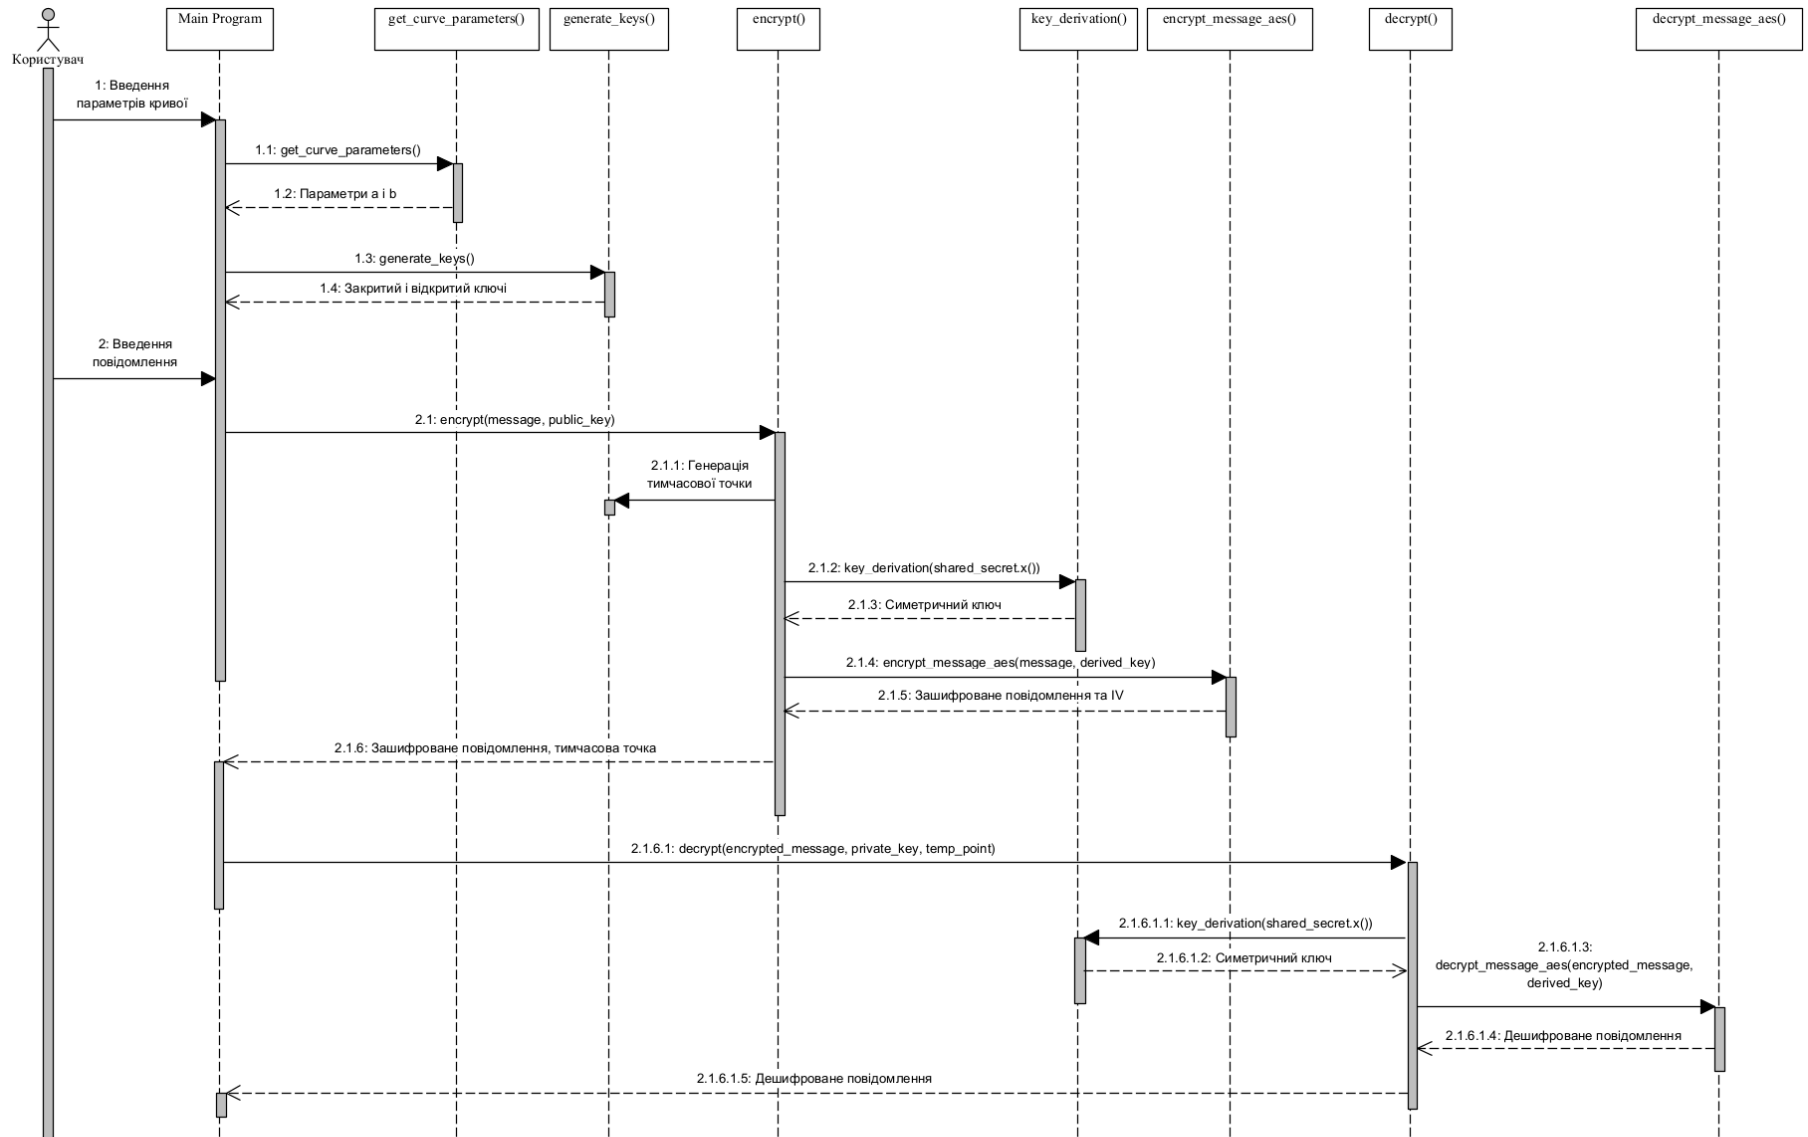 Main Program
get_curve_parameters()
generate_keys()
encrypt()
key_derivation()
encrypt_message_aes()
decrypt()
decrypt_message_aes()
Користувач
1: Введення
параметрів кривої
1.1: get_curve_parameters()
1.2: Параметри a і b
1.3: generate_keys()
1.4: Закритий і відкритий ключі
2: Введення
повідомлення
2.1: encrypt(message, public_key)
2.1.1: Генерація
тимчасової точки
2.1.2: key_derivation(shared_secret.x())
2.1.3: Симетричний ключ
2.1.4: encrypt_message_aes(message, derived_key)
2.1.5: Зашифроване повідомлення та IV
2.1.6: Зашифроване повідомлення, тимчасова точка
2.1.6.1: decrypt(encrypted_message, private_key, temp_point)
2.1.6.1.1: key_derivation(shared_secret.x())
2.1.6.1.2: Симетричний ключ
2.1.6.1.3:
decrypt_message_aes(encrypted_message,
derived_key)
2.1.6.1.4: Дешифроване повідомлення
2.1.6.1.5: Дешифроване повідомлення